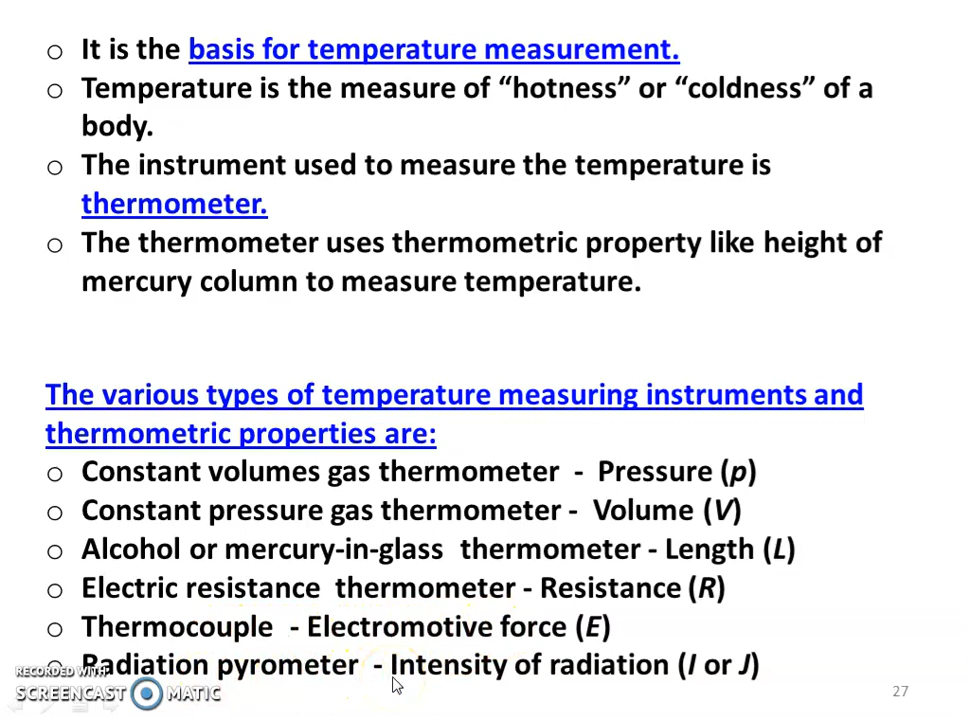 o It is the basis for temperature measurement.
o Temperature is the measure of “hotness” or “coldness” of a
body.
o The instrument used to measure the temperature is
thermometer.
o The thermometer uses thermometric property like height of
mercury column to measure temperature.
The various types of temperature measuring instruments and
thermometric properties are:
o Constant volumes gas thermometer - Pressure (p)
o Constant pressure gas thermometer - Volume (V)
o Alcohol or mercury-in-glass thermometer - Length (L)
o Electric resistance thermometer - Resistance (R)
o Thermocouple - Electromotive force (E)
o Radiation pyrometer - Intensity of radiation (I or J)
RECORDED WITH
SCREENCAST MATIC
27